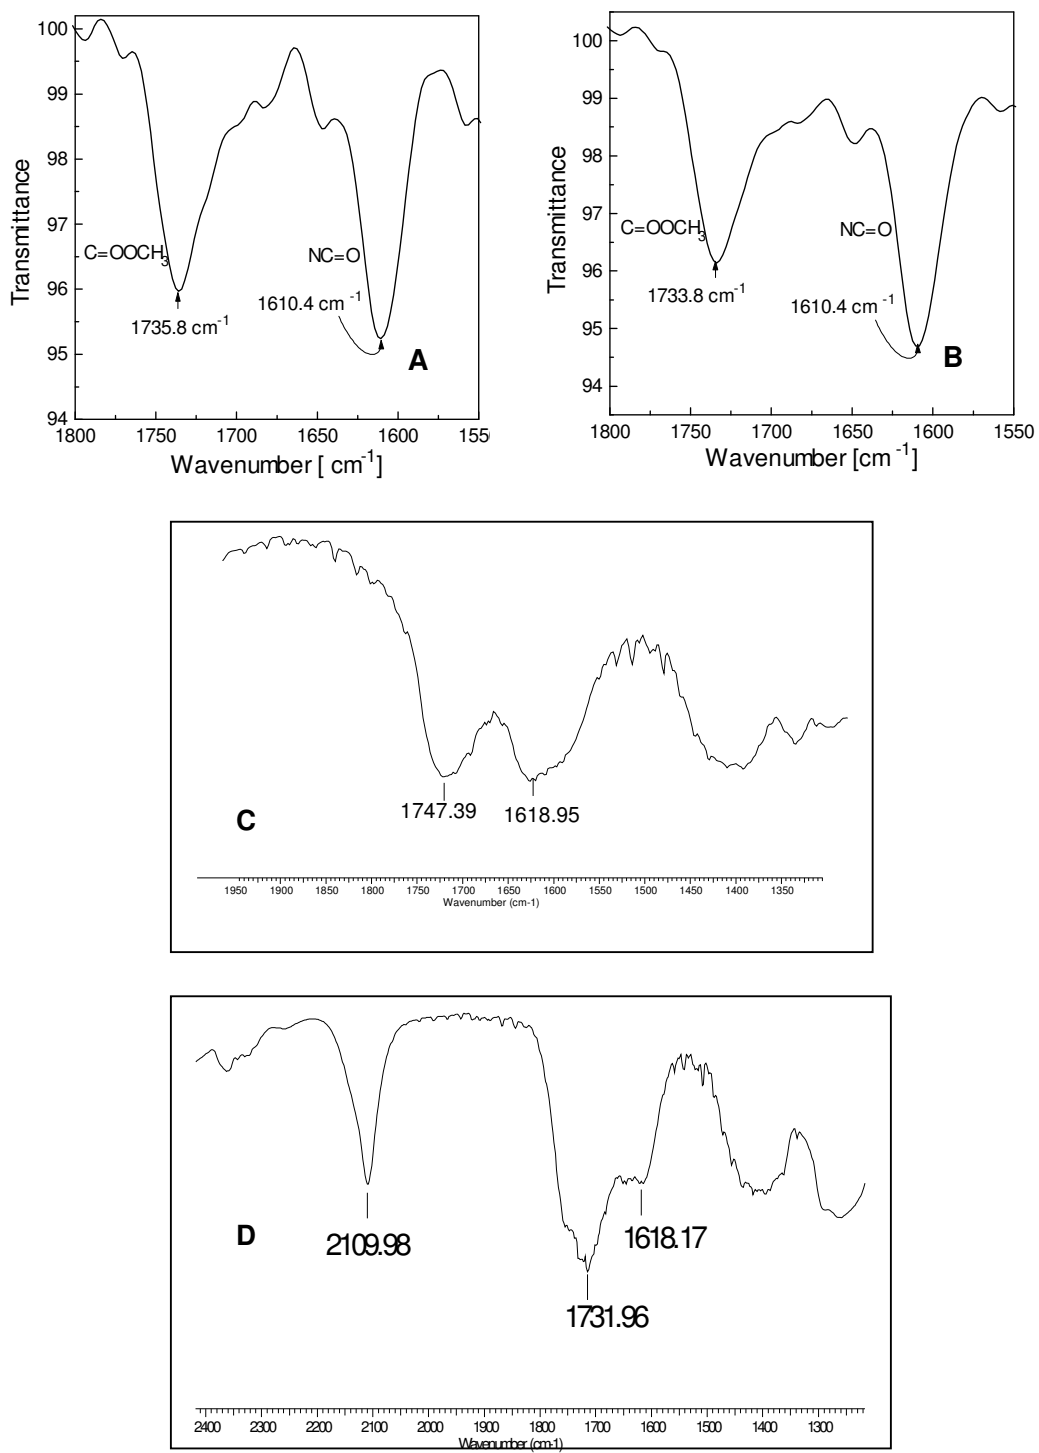 100
99
98
97
96
95
94
Transmittance
C=OOCH3
1735.8 cm-1
NC=O
1610.4 cm -1
A
1800 1750 1700 1650 1600 155
Wavenumber [ cm-1]
100
99
98
97
96
95
94
Transmittance
C=OOCH3
1733.8 cm-1
NC=O
1610.4 cm -1
B
1800 1750 1700 1650 1600 1550
Wavenumber [cm -1]
1747.39 1618.95
C
1950 1900 1850 1800 1750 1700 1650 1600 1550 1500 1450 1400 1350
Wavenumber (cm-1)
D
2109.98
1618.17
1731.96
2400 2300 2200 2100 2000 1900 1800 1700 1600 1500 1400 1300
Wavenumber (cm-1)